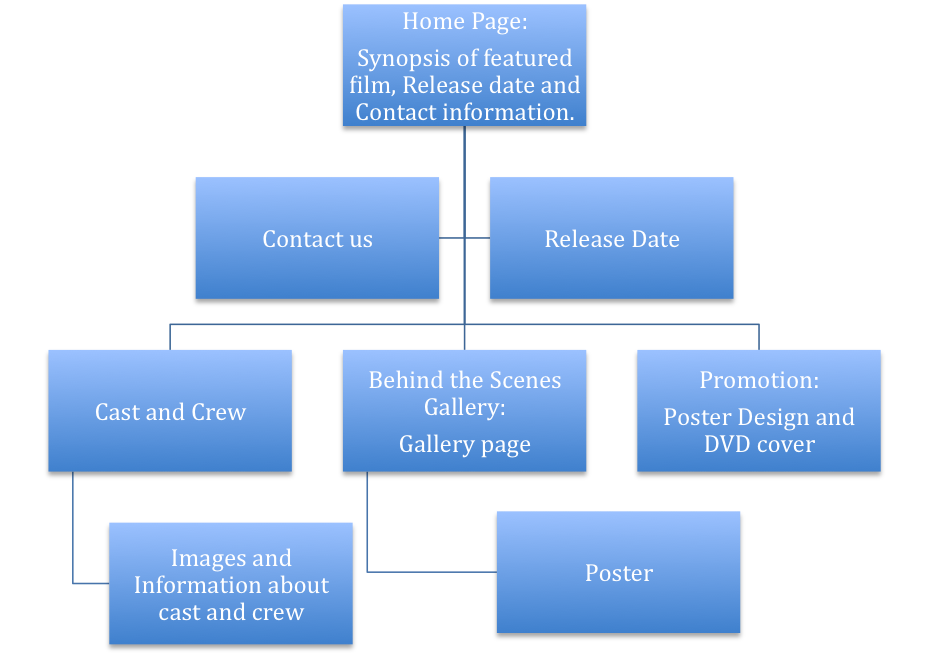 Home Page:
Synopsis of featured
film, Release date and
Contact information.
Contact us
Release Date
Cast and Crew
Behind the Scenes
Gallery:
Gallery page
Promotion:
Poster Design and
DVD cover
Images and
Information about
cast and crew
Poster